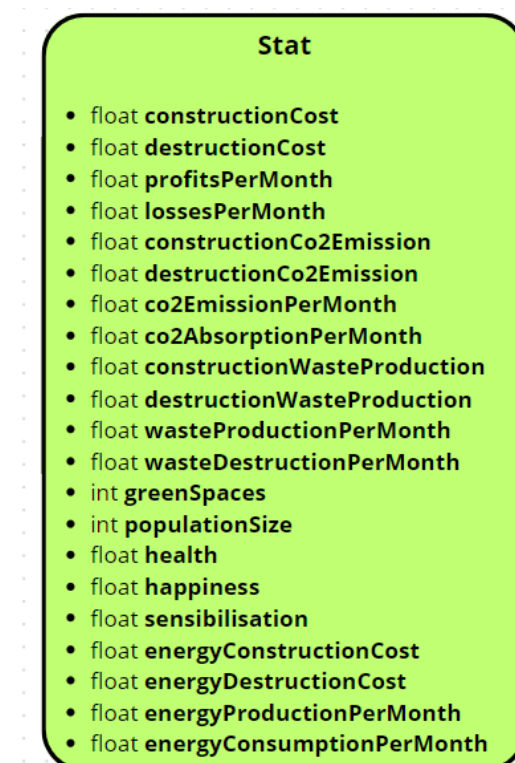 Stat
• float constructionCost
• float destructionCost
• float profitsPerMonth
• float lossesPerMonth
• float constructionCo2Emission
• float destructionCo2Emission
• float co2EmissionPerMonth
• float co2AbsorptionPerMonth
• float constructionWasteProduction
• float destructionWasteProduction
• float wasteProductionPerMonth
• float wasteDestructionPerMonth
• int greenSpaces
• int populationSize
• float health
• float happiness
• float sensibilisation
• float energyConstructionCost
• float energyDestructionCost
• float energyProductionPerMonth
• float energyConsumptionPerMonth